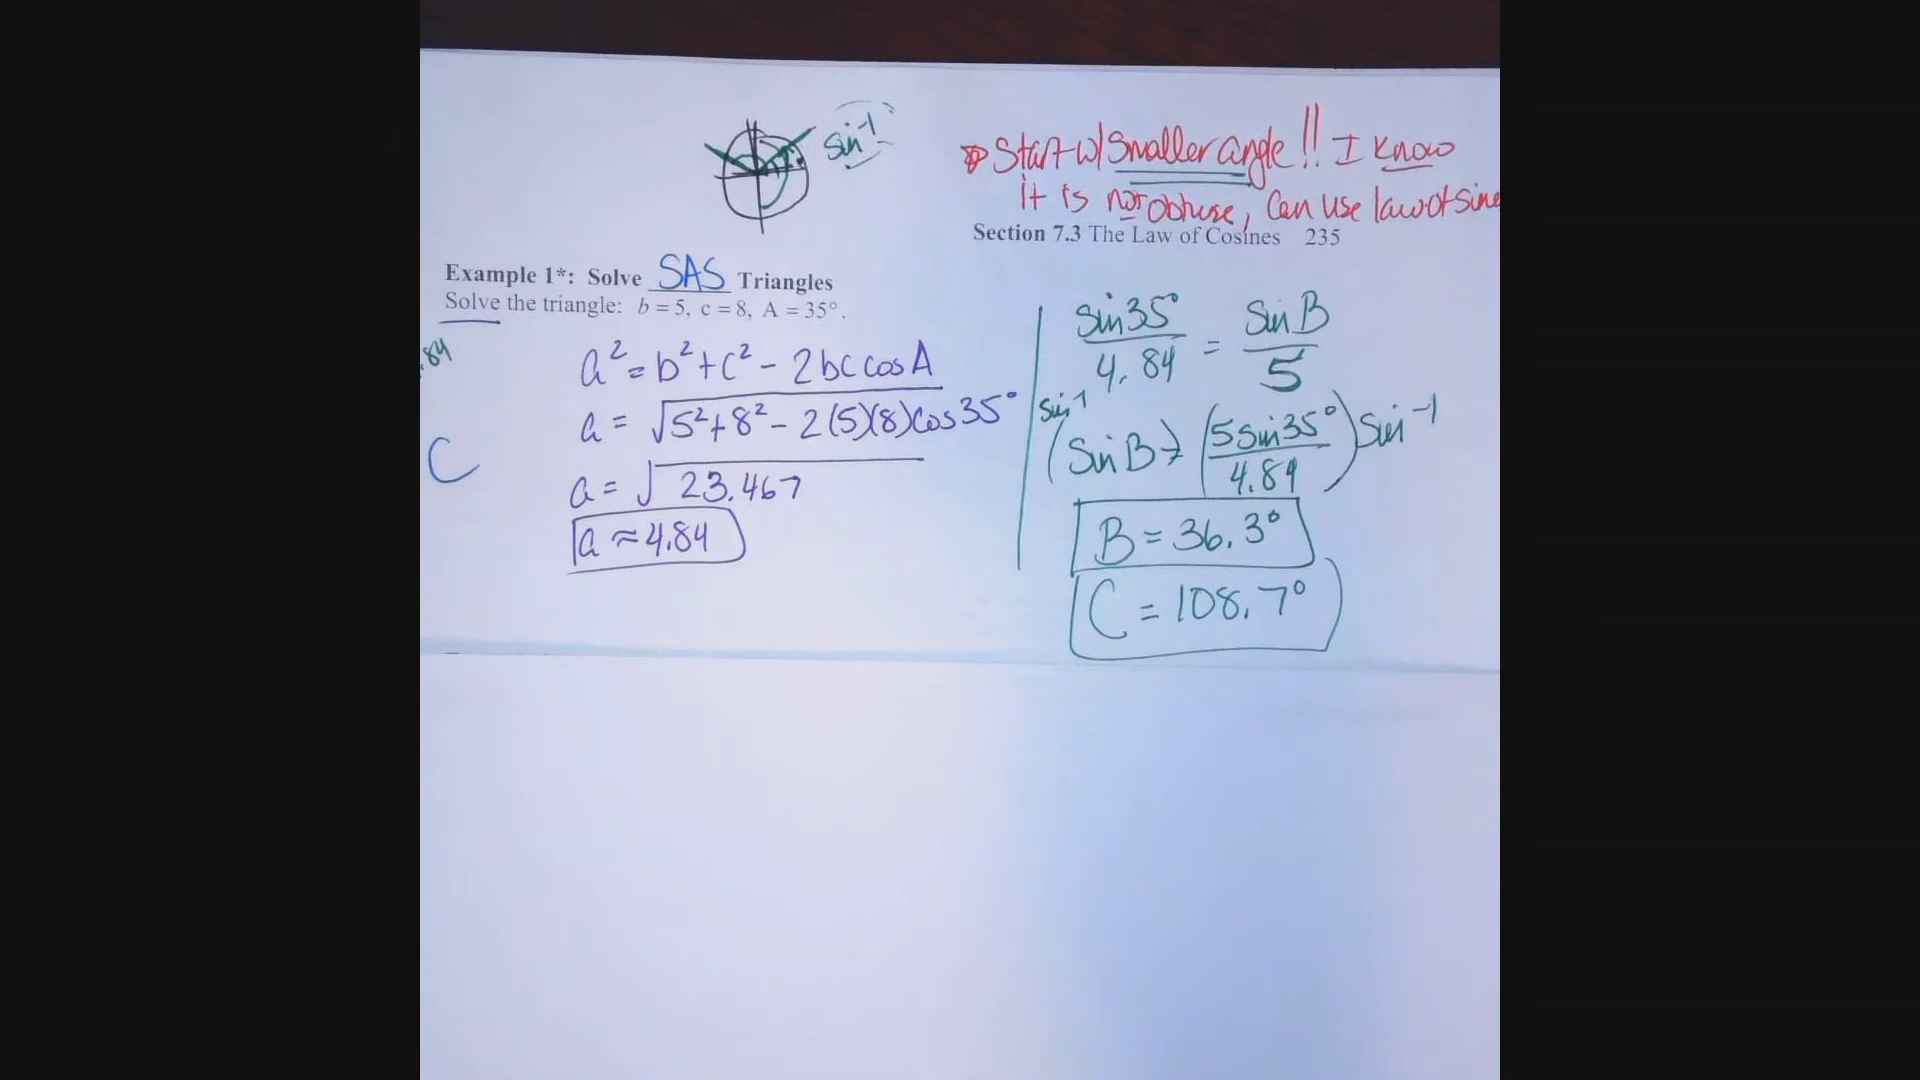 sin⁻¹
Start w/ Smaller angle!! I know
it is not obtuse, Can use law of sine
Section 7.3 The Law of Cosines 235
Example 1*: Solve SAS Triangles
Solve the triangle: b = 5, c = 8, A = 35°.
.84
a² = b² + c² - 2bc cos A
a = √5² + 8² - 2(5)(8)cos 35°
C
a = √23.467
a ≈ 4.84
sin 35° / 4.84 = Sin B / 5
sin⁻¹ (Sin B) = (5 sin 35° / 4.84) Sin⁻¹
B = 36.3°
C = 108.7°